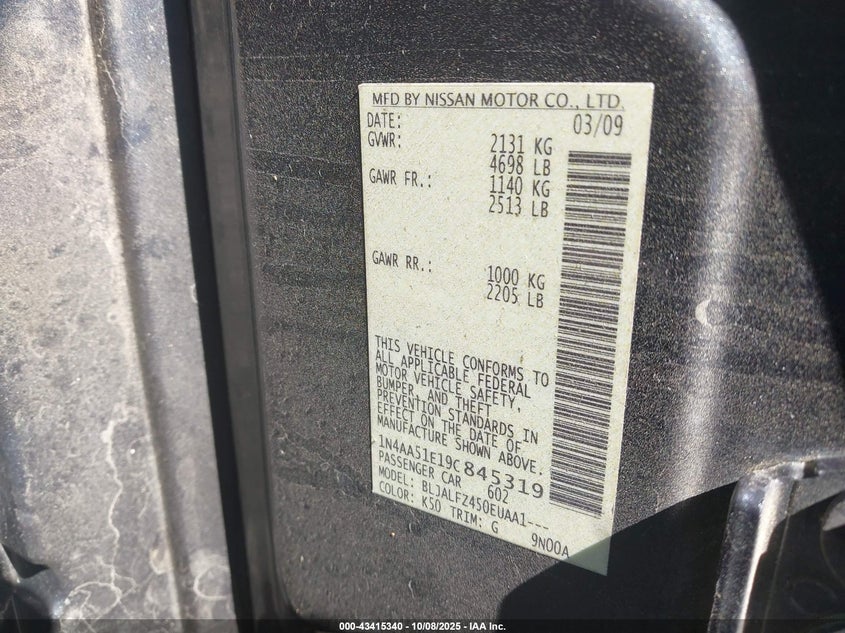 MFD BY NISSAN MOTOR CO., LTD.
DATE: 03/09
GVWR: 2131 KG
4698 LB
GAWR FR.: 1140 KG
2513 LB
GAWR RR.: 1000 KG
2205 LB
THIS VEHICLE CONFORMS TO
ALL APPLICABLE FEDERAL
MOTOR VEHICLE SAFETY,
BUMPER, AND THEFT
PREVENTION STANDARDS IN
EFFECT ON THE DATE OF
MANUFACTURE SHOWN ABOVE.
1N4AA51E19C845319
PASSENGER CAR 602
MODEL: BLJALFZ450EUAA1---
COLOR: K50 TRIM: G 9N00A
000-43415340 - 10/08/2025 - IAA Inc.